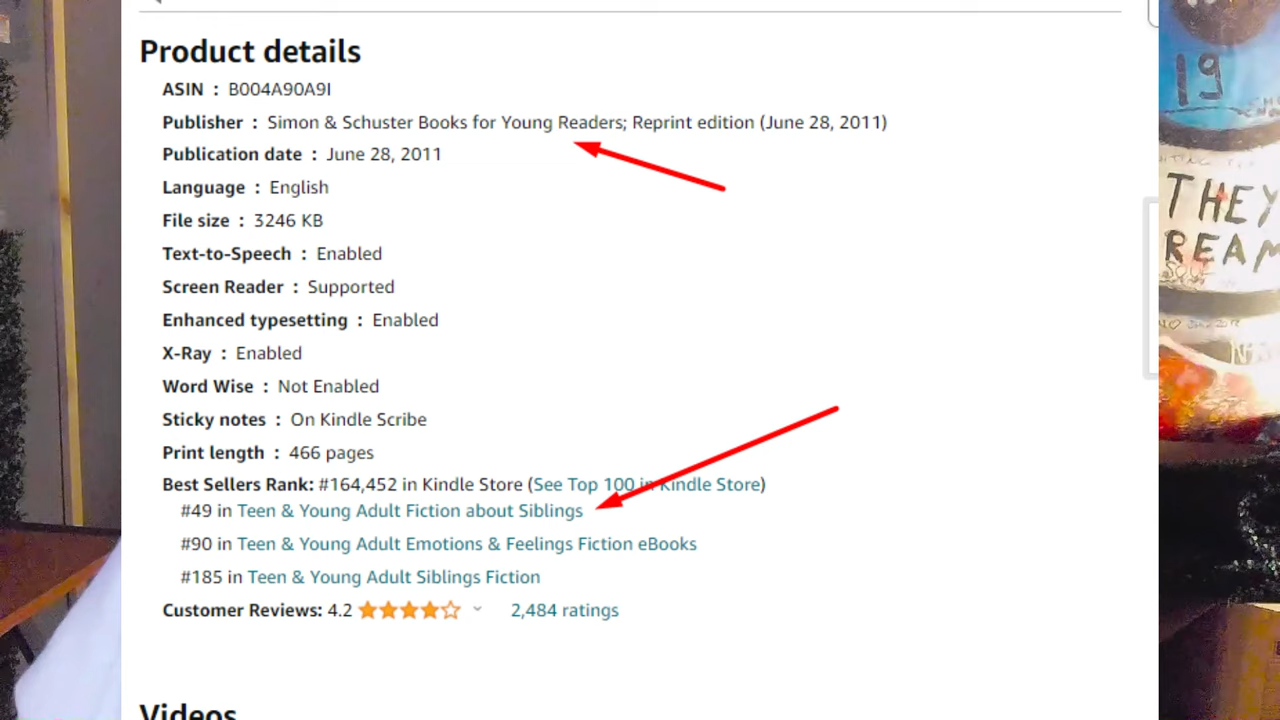 Product details
ASIN : B004A90A9I
Publisher : Simon & Schuster Books for Young Readers; Reprint edition (June 28, 2011)
Publication date : June 28, 2011
Language : English
File size : 3246 KB
Text-to-Speech : Enabled
Screen Reader : Supported
Enhanced typesetting : Enabled
X-Ray : Enabled
Word Wise : Not Enabled
Sticky notes : On Kindle Scribe
Print length : 466 pages
Best Sellers Rank: #164,452 in Kindle Store (See Top 100 in Kindle Store)
#49 in Teen & Young Adult Fiction about Siblings
#90 in Teen & Young Adult Emotions & Feelings Fiction eBooks
#185 in Teen & Young Adult Siblings Fiction
Customer Reviews: 4.2 2,484 ratings
Videos
19
THEY
REAM